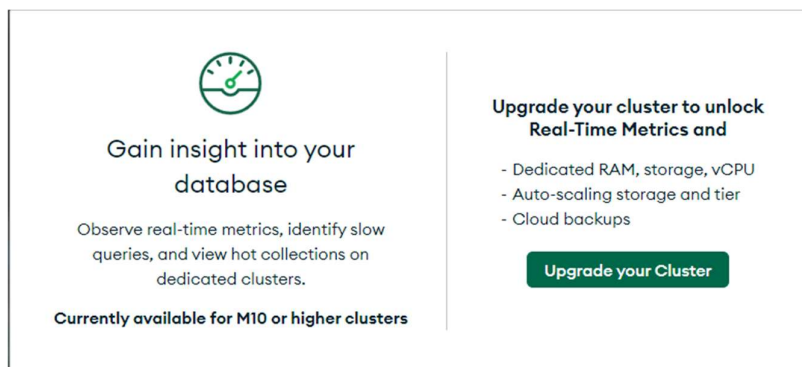 Gain insight into your
database
Observe real-time metrics, identify slow
queries, and view hot collections on
dedicated clusters.
Currently available for M10 or higher clusters
Upgrade your cluster to unlock
Real-Time Metrics and
- Dedicated RAM, storage, vCPU
- Auto-scaling storage and tier
- Cloud backups
Upgrade your Cluster